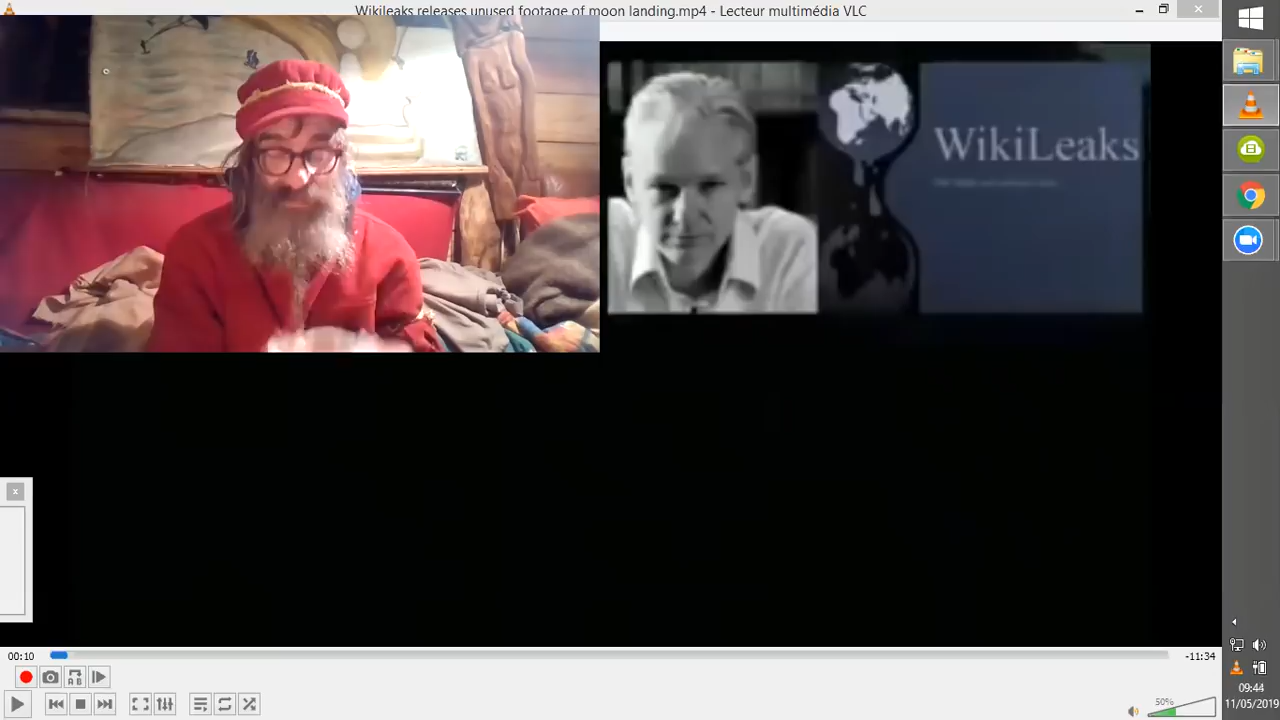 Wikileaks releases unused footage of moon landing.mp4 - Lecteur multimédia VLC
WikiLeaks
00:10
-11:34
50%
09:44
11/05/2019